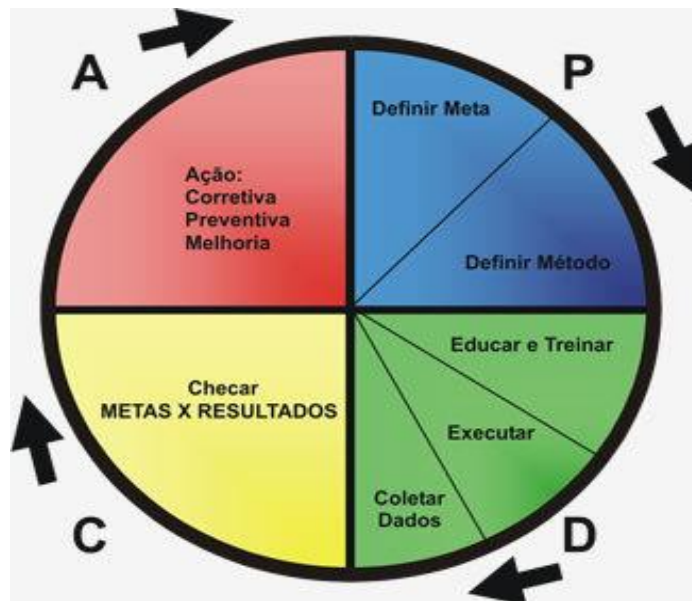 A
P
Definir Meta
Ação:
Corretiva
Preventiva
Melhoria
Definir Método
Educar e Treinar
Checar
METAS X RESULTADOS
Executar
Coletar
Dados
C
D